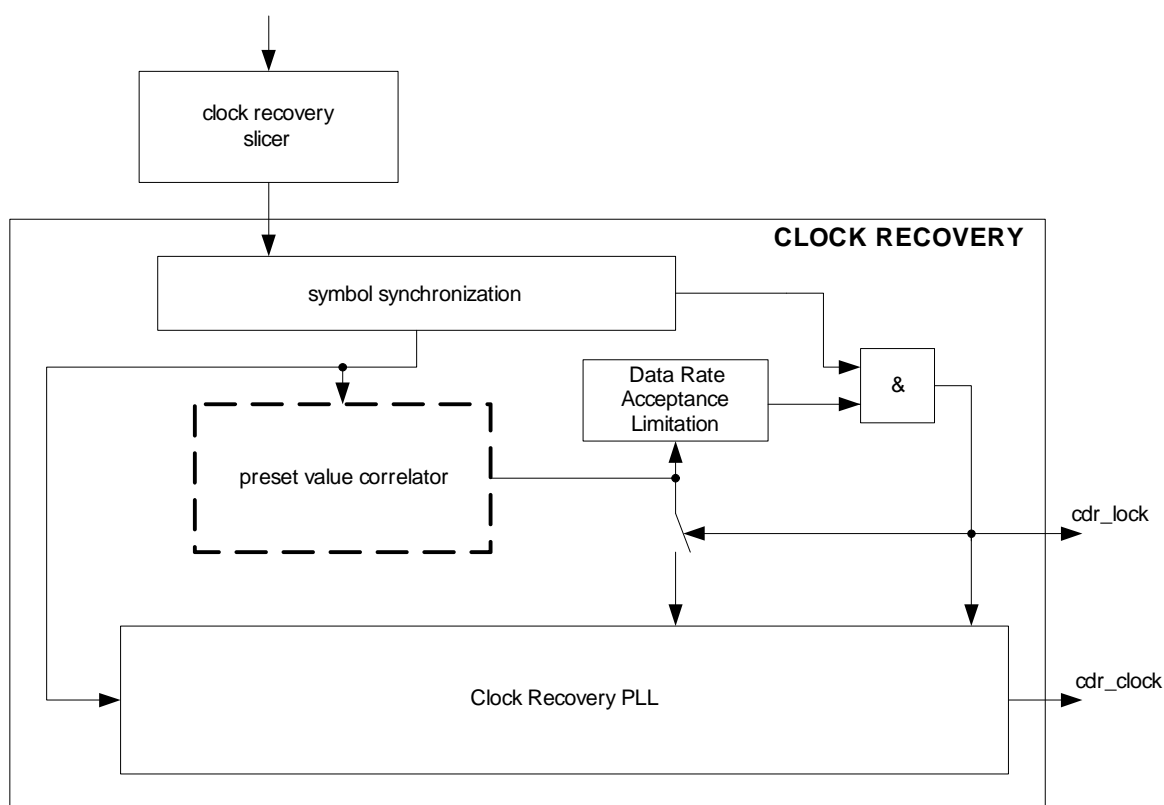 clock recovery
slicer
CLOCK RECOVERY
symbol synchronization
Data Rate
Acceptance
Limitation
&
preset value correlator
cdr_lock
Clock Recovery PLL
cdr_clock